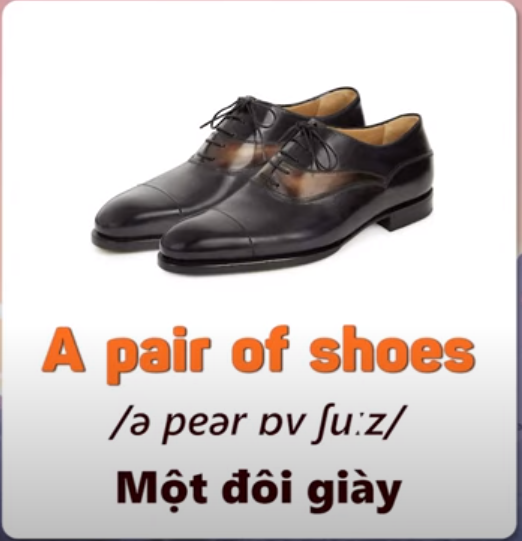 A pair of shoes
/ə peər ɒv ʃuːz/
Một đôi giày